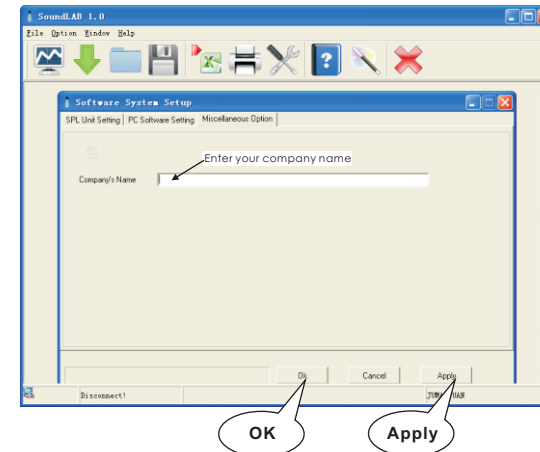 SoundLAB 1.0
File Option Window Help
Software System Setup
SPL Unit Setting PC Software Setting Miscellaneous Option
Enter your company name
Company's Name
Ok Cancel Apply
Disconnect!
OK Apply